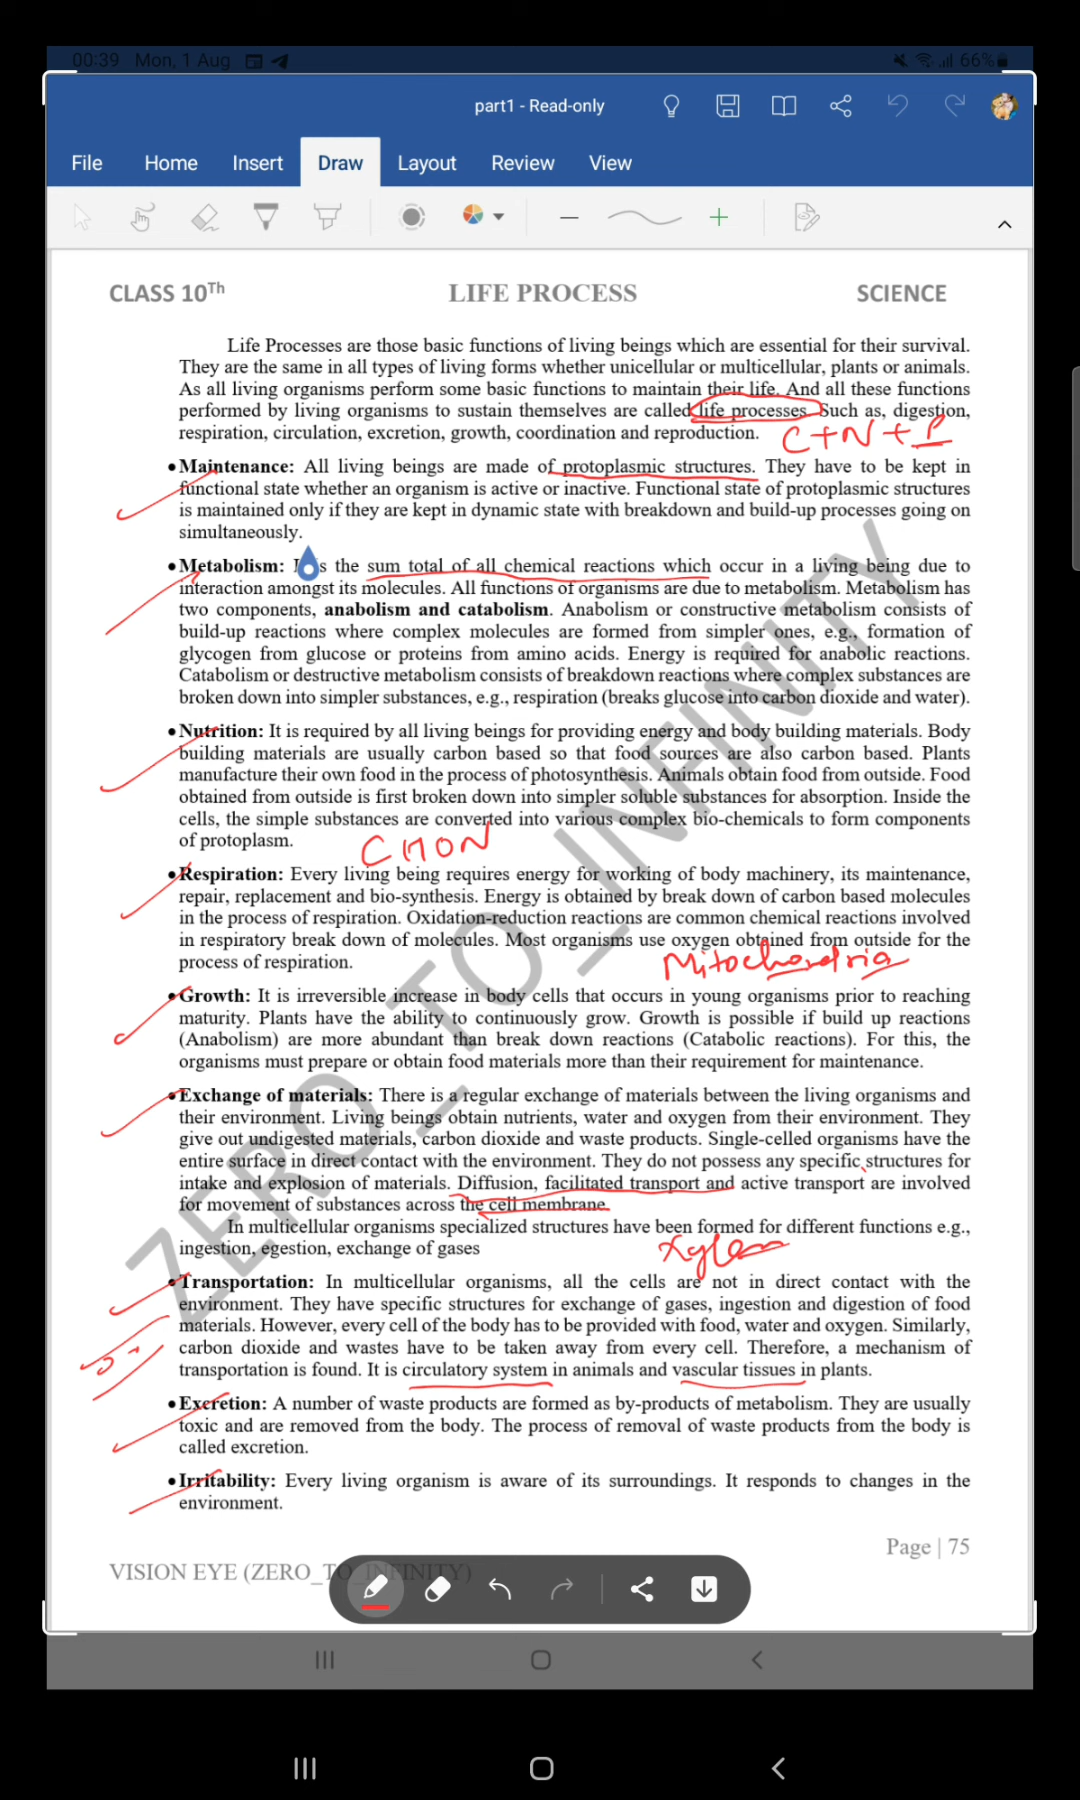 00:39 Mon, 1 Aug 66%
part1 - Read-only
File Home Insert Draw Layout Review View
CLASS 10Th LIFE PROCESS SCIENCE
Life Processes are those basic functions of living beings which are essential for their survival.
They are the same in all types of living forms whether unicellular or multicellular, plants or animals.
As all living organisms perform some basic functions to maintain their life. And all these functions
performed by living organisms to sustain themselves are called life processes. Such as, digestion,
respiration, circulation, excretion, growth, coordination and reproduction.
C+N+P
• Maintenance: All living beings are made of protoplasmic structures. They have to be kept in
functional state whether an organism is active or inactive. Functional state of protoplasmic structures
is maintained only if they are kept in dynamic state with breakdown and build-up processes going on
simultaneously.
• Metabolism: the sum total of all chemical reactions which occur in a living being due to
interaction amongst its molecules. All functions of organisms are due to metabolism. Metabolism has
two components, anabolism and catabolism. Anabolism or constructive metabolism consists of
build-up reactions where complex molecules are formed from simpler ones, e.g., formation of
glycogen from glucose or proteins from amino acids. Energy is required for anabolic reactions.
Catabolism or destructive metabolism consists of breakdown reactions where complex substances are
broken down into simpler substances, e.g., respiration (breaks glucose into carbon dioxide and water).
• Nutrition: It is required by all living beings for providing energy and body building materials. Body
building materials are usually carbon based so that food sources are also carbon based. Plants
manufacture their own food in the process of photosynthesis. Animals obtain food from outside. Food
obtained from outside is first broken down into simpler soluble substances for absorption. Inside the
cells, the simple substances are converted into various complex bio-chemicals to form components
of protoplasm.
CHON
• Respiration: Every living being requires energy for working of body machinery, its maintenance,
repair, replacement and bio-synthesis. Energy is obtained by break down of carbon based molecules
in the process of respiration. Oxidation-reduction reactions are common chemical reactions involved
in respiratory break down of molecules. Most organisms use oxygen obtained from outside for the
process of respiration.
Mitochondria
• Growth: It is irreversible increase in body cells that occurs in young organisms prior to reaching
maturity. Plants have the ability to continuously grow. Growth is possible if build up reactions
(Anabolism) are more abundant than break down reactions (Catabolic reactions). For this, the
organisms must prepare or obtain food materials more than their requirement for maintenance.
• Exchange of materials: There is a regular exchange of materials between the living organisms and
their environment. Living beings obtain nutrients, water and oxygen from their environment. They
give out undigested materials, carbon dioxide and waste products. Single-celled organisms have the
entire surface in direct contact with the environment. They do not possess any specific structures for
intake and explosion of materials. Diffusion, facilitated transport and active transport are involved
for movement of substances across the cell membrane.
In multicellular organisms specialized structures have been formed for different functions e.g.,
ingestion, egestion, exchange of gases
Xylem
• Transportation: In multicellular organisms, all the cells are not in direct contact with the
environment. They have specific structures for exchange of gases, ingestion and digestion of food
materials. However, every cell of the body has to be provided with food, water and oxygen. Similarly,
carbon dioxide and wastes have to be taken away from every cell. Therefore, a mechanism of
transportation is found. It is circulatory system in animals and vascular tissues in plants.
• Excretion: A number of waste products are formed as by-products of metabolism. They are usually
toxic and are removed from the body. The process of removal of waste products from the body is
called excretion.
• Irritability: Every living organism is aware of its surroundings. It responds to changes in the
environment.
Page | 75
VISION EYE (ZERO_TO_INFINITY)
ZERO_TO_INFINITY